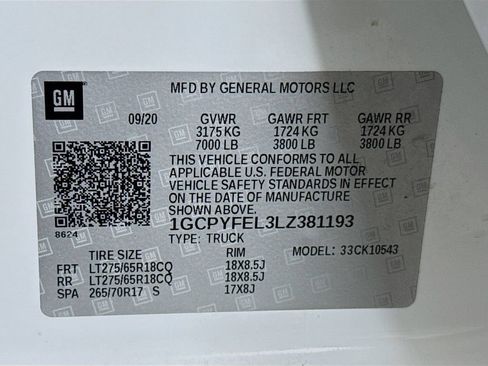 GM
MFD BY GENERAL MOTORS LLC
09/20 GVWR GAWR FRT GAWR RR
3175 KG 1724 KG 1724 KG
7000 LB 3800 LB 3800 LB
THIS VEHICLE CONFORMS TO ALL
APPLICABLE U.S. FEDERAL MOTOR
VEHICLE SAFETY STANDARDS IN EFFECT
ON THE DATE OF MANUFACTURE
SHOWN ABOVE.
8624
1GCPYFEL3LZ381193
TYPE: TRUCK MODEL: 33CK10543
TIRE SIZE RIM
FRT LT275/65R18CQ 18X8.5J
RR LT275/65R18CQ 18X8.5J
SPA 265/70R17 S 17X8J